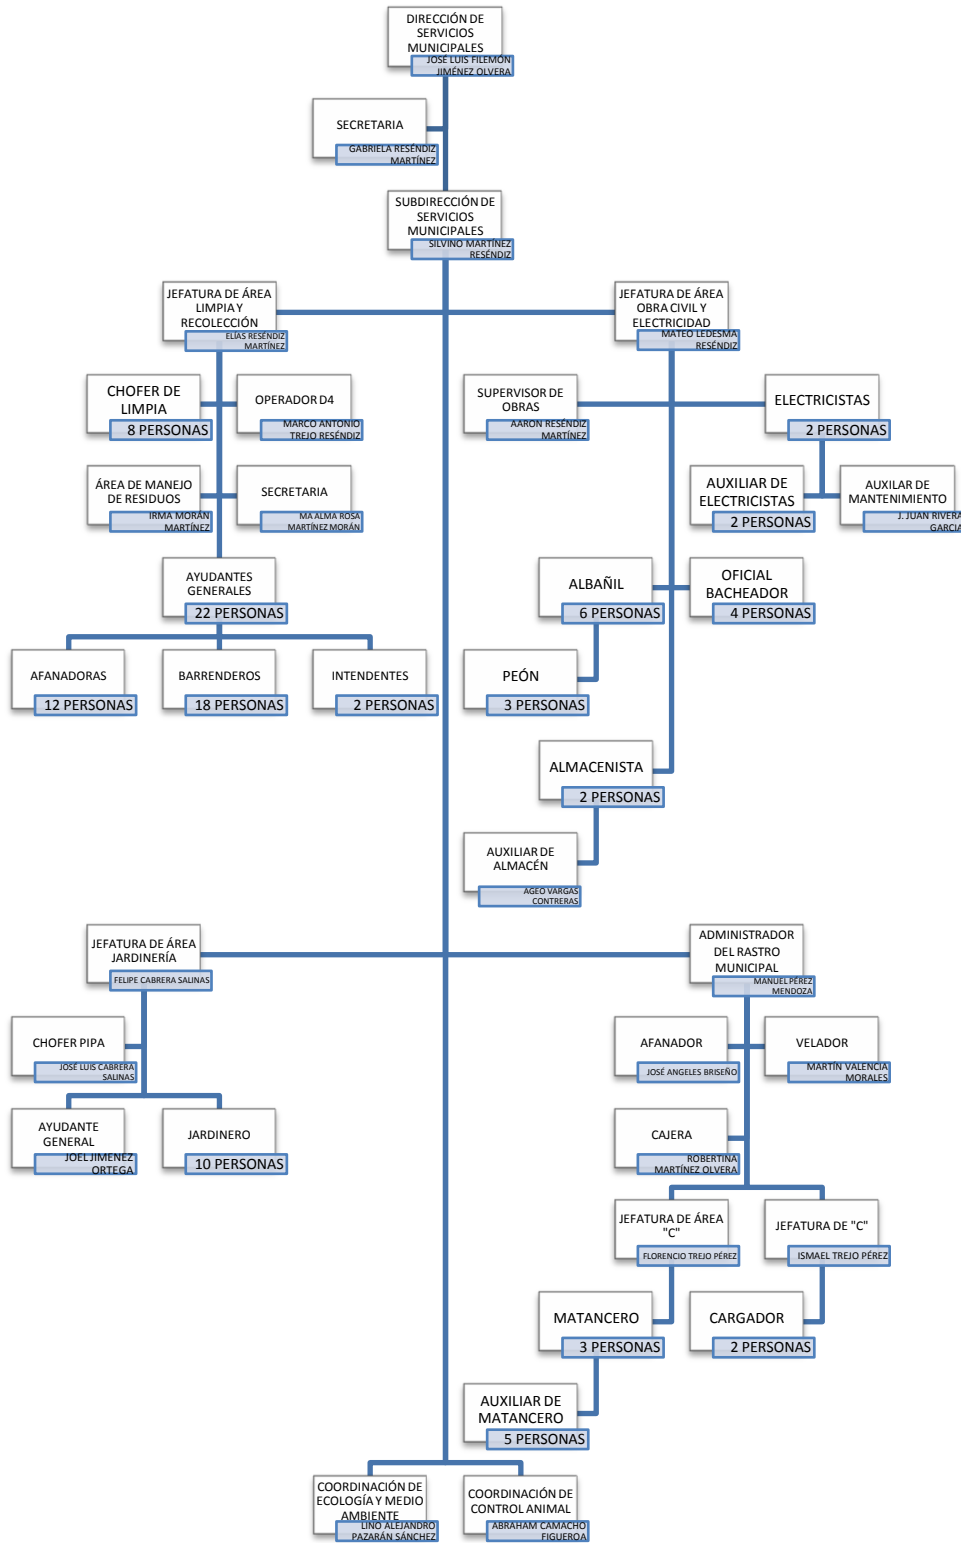 DIRECCIÓN DE
SERVICIOS
MUNICIPALES
JOSÉ LUIS FILEMÓN
JIMÉNEZ OLVERA
SECRETARIA
GABRIELA RESÉNDIZ
MARTÍNEZ
SUBDIRECCIÓN DE
SERVICIOS
MUNICIPALES
SILVINO MARTÍNEZ
RESÉNDIZ
JEFATURA DE ÁREA
LIMPIA Y
RECOLECCIÓN
ELÍAS RESÉNDIZ
MARTÍNEZ
JEFATURA DE ÁREA
OBRA CIVIL Y
ELECTRICIDAD
MATEO LEDESMA
RESÉNDIZ
CHOFER DE
LIMPIA
8 PERSONAS
OPERADOR D4
MARCO ANTONIO
TREJO RESÉNDIZ
SUPERVISOR DE
OBRAS
AARON RESÉNDIZ
MARTÍNEZ
ELECTRICISTAS
2 PERSONAS
ÁREA DE MANEJO
DE RESIDUOS
IRMA MORÁN
MARTÍNEZ
SECRETARIA
MA ALMA ROSA
MARTÍNEZ MORÁN
AUXILIAR DE
ELECTRICISTAS
2 PERSONAS
AUXILAR DE
MANTENIMIENTO
J. JUAN RIVERA
GARCIA
AYUDANTES
GENERALES
22 PERSONAS
ALBAÑIL
6 PERSONAS
OFICIAL
BACHEADOR
4 PERSONAS
AFANADORAS
12 PERSONAS
BARRENDEROS
18 PERSONAS
INTENDENTES
2 PERSONAS
PEÓN
3 PERSONAS
ALMACENISTA
2 PERSONAS
AUXILIAR DE
ALMACÉN
AGEO VARGAS
CONTRERAS
JEFATURA DE ÁREA
JARDINERÍA
FELIPE CABRERA SALINAS
ADMINISTRADOR
DEL RASTRO
MUNICIPAL
MANUEL PÉREZ
MENDOZA
CHOFER PIPA
JOSÉ LUIS CABRERA
SALINAS
AFANADOR
JOSÉ ANGELES BRISEÑO
VELADOR
MARTÍN VALENCIA
MORALES
AYUDANTE
GENERAL
JOEL JIMENEZ
ORTEGA
JARDINERO
10 PERSONAS
CAJERA
ROBERTINA
MARTÍNEZ OLVERA
JEFATURA DE ÁREA
"C"
FLORENCIO TREJO PÉREZ
JEFATURA DE "C"
ISMAEL TREJO PÉREZ
MATANCERO
3 PERSONAS
CARGADOR
2 PERSONAS
AUXILIAR DE
MATANCERO
5 PERSONAS
COORDINACIÓN DE
ECOLOGÍA Y MEDIO
AMBIENTE
LINO ALEJANDRO
PAZARÁN SÁNCHEZ
COORDINACIÓN DE
CONTROL ANIMAL
ABRAHAM CAMACHO
FIGUEROA